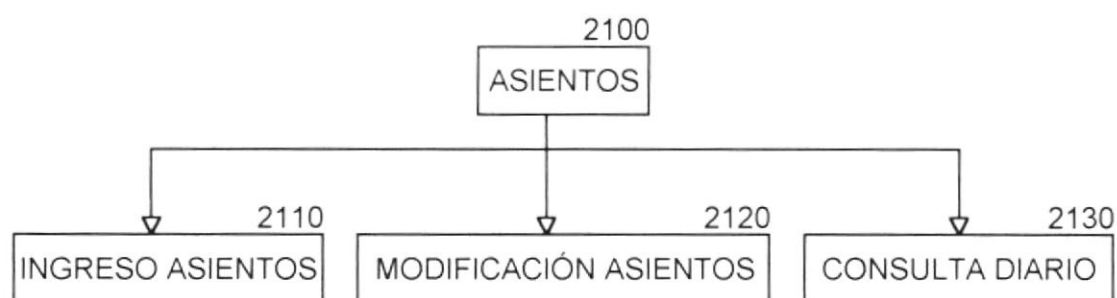 2100
ASIENTOS
2110
INGRESO ASIENTOS
2120
MODIFICACIÓN ASIENTOS
2130
CONSULTA DIARIO